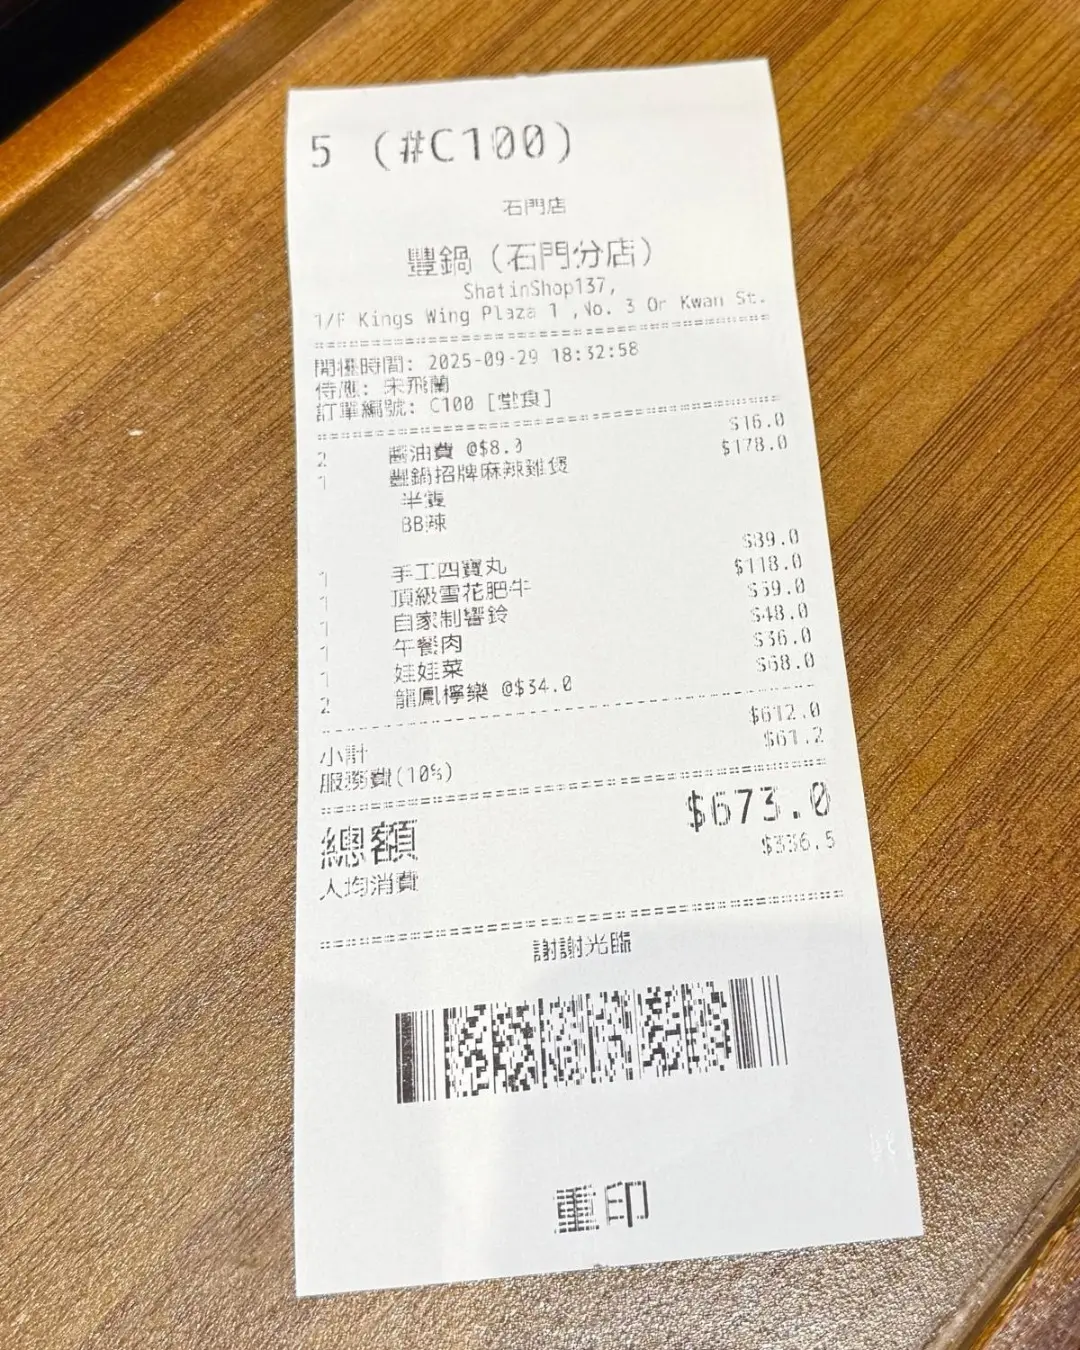 5 (#C100)
石門店
豐鍋（石門分店）
ShatinShop137,
1/F Kings Wing Plaza 1 ,No. 3 On Kwan St.
開檯時間: 2025-09-29 18:32:58
侍應: 宋飛蘭
訂單編號: C100 [堂食]
2 醬油費 @$8.0 $16.0
1 豐鍋招牌麻辣雞煲 $178.0
半隻
BB辣
1 手工四寶丸 $89.0
1 頂級雪花肥牛 $118.0
1 自家制響鈴 $59.0
1 午餐肉 $48.0
1 娃娃菜 $36.0
2 龍鳳檸樂 @$34.0 $68.0
小計 $612.0
服務費(10%) $61.2
總額 $673.0
人均消費 $336.5
謝謝光臨
重印